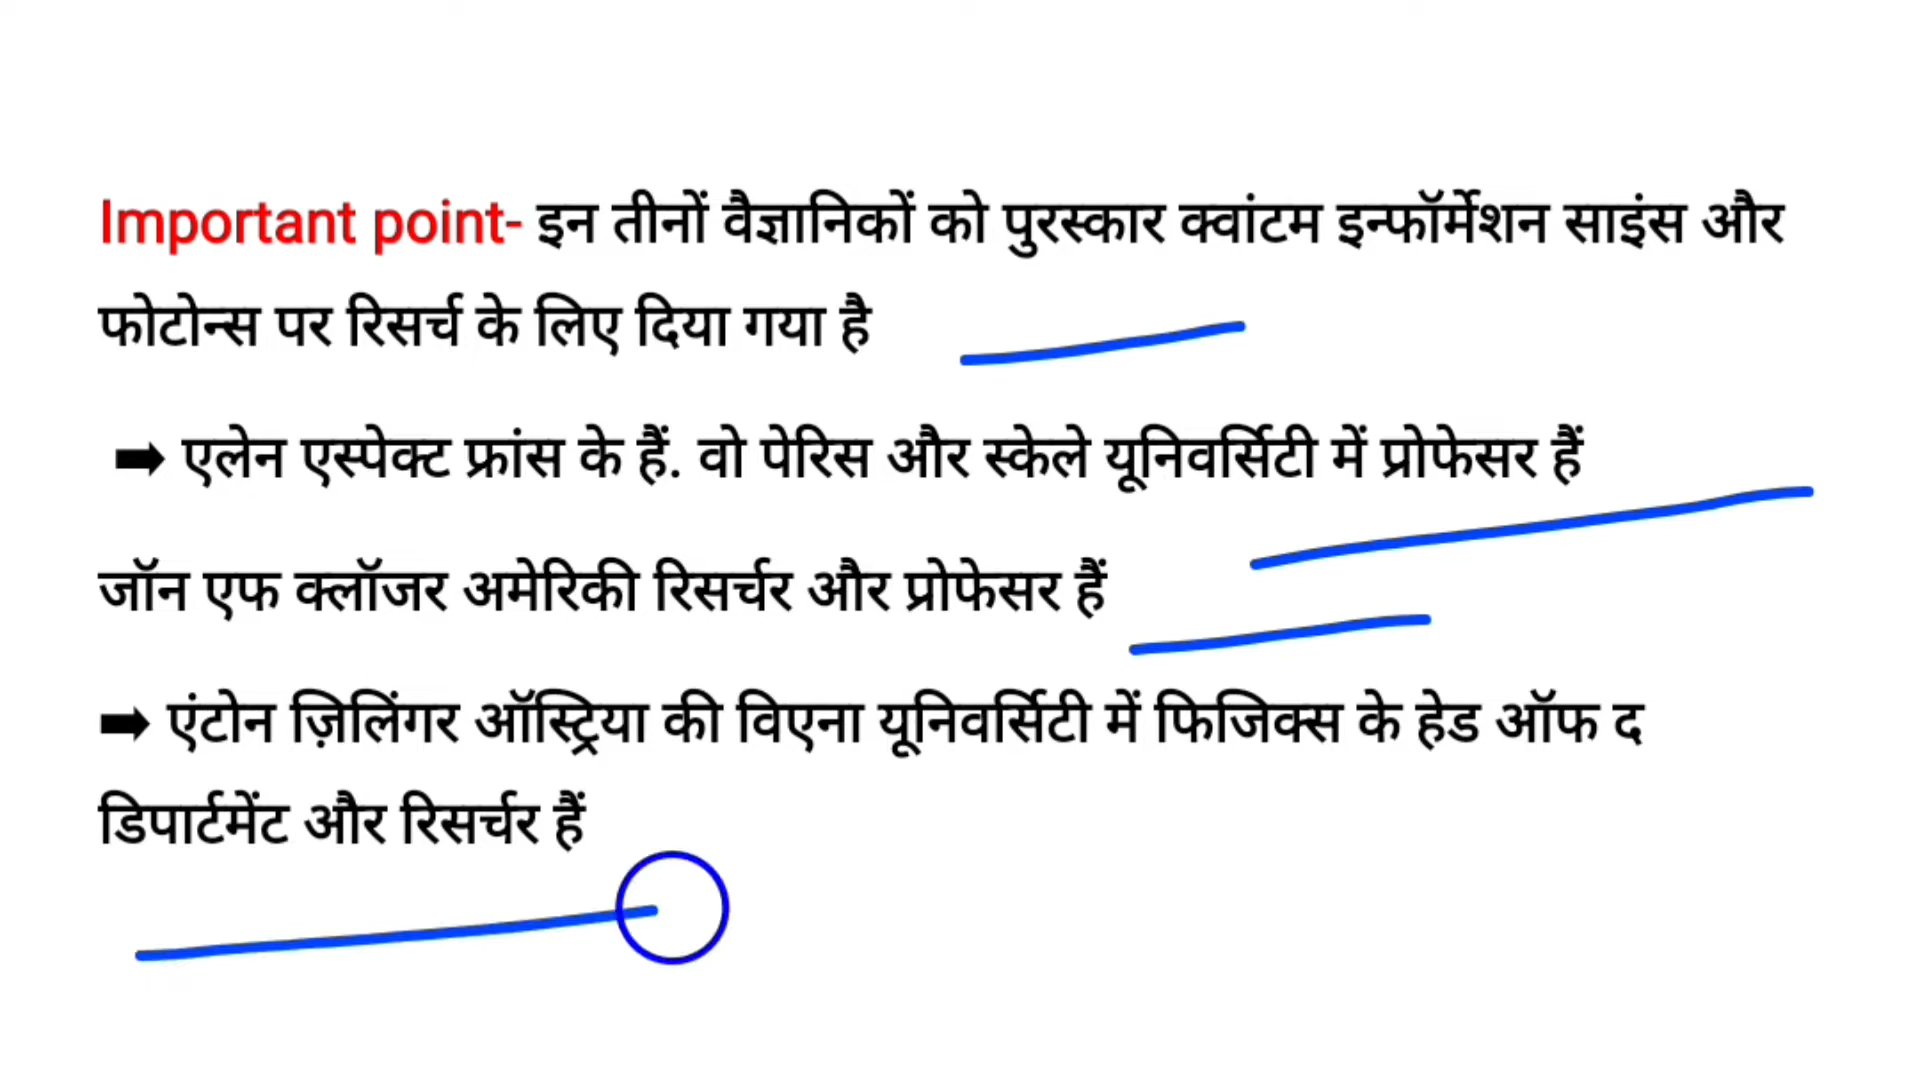 Important point- इन तीनों वैज्ञानिकों को पुरस्कार क्वांटम इन्फॉर्मेशन साइंस और
फोटोन्स पर रिसर्च के लिए दिया गया है
➡ एलेन एस्पेक्ट फ्रांस के हैं. वो पेरिस और स्केले यूनिवर्सिटी में प्रोफेसर हैं
जॉन एफ क्लॉजर अमेरिकी रिसर्चर और प्रोफेसर हैं
➡ एंटोन ज़िलिंगर ऑस्ट्रिया की विएना यूनिवर्सिटी में फिजिक्स के हेड ऑफ द
डिपार्टमेंट और रिसर्चर हैं